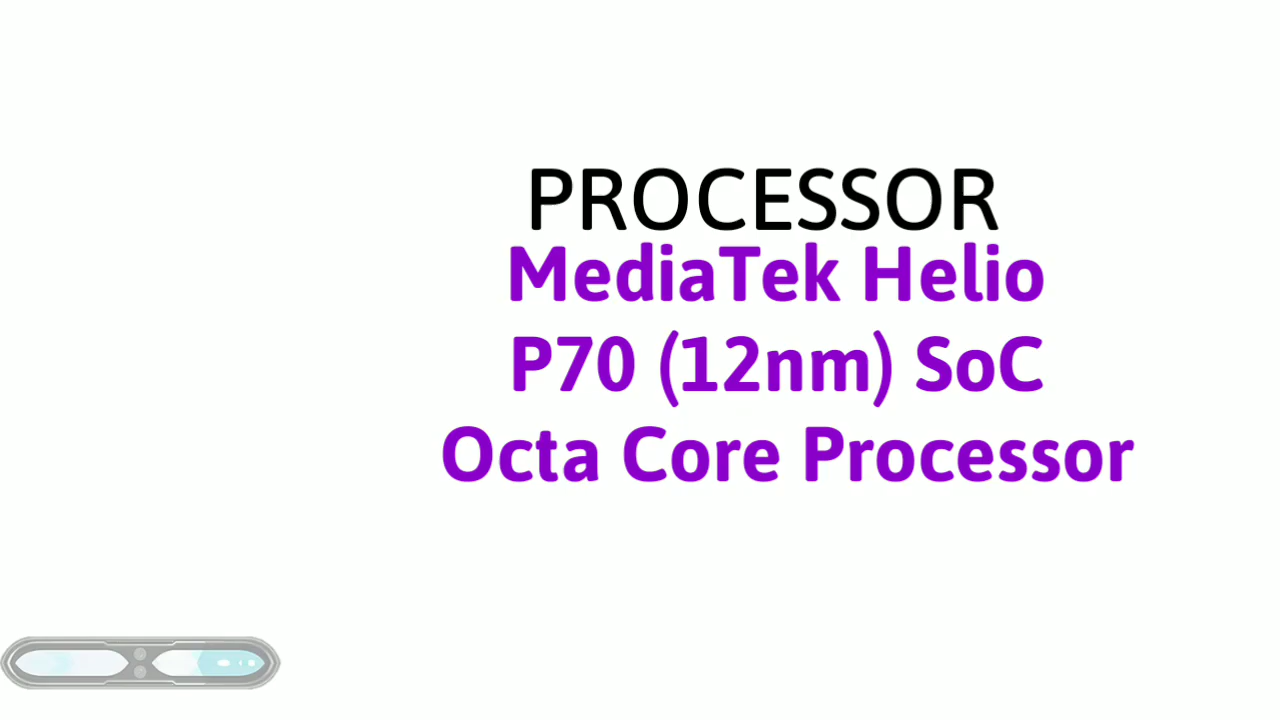 PROCESSOR
MediaTek Helio
P70 (12nm) SoC
Octa Core Processor